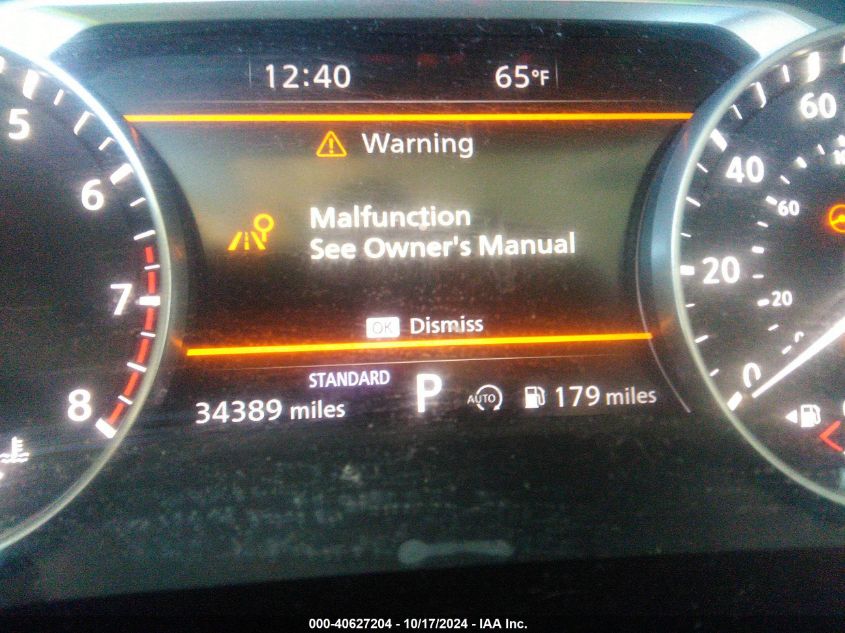 12:40 65°F
Warning
Malfunction
See Owner's Manual
OK Dismiss
STANDARD
34389 miles P AUTO 179 miles
5
6
7
8
60
40
20
0
60
20
0
000-40627204 - 10/17/2024 - IAA Inc.